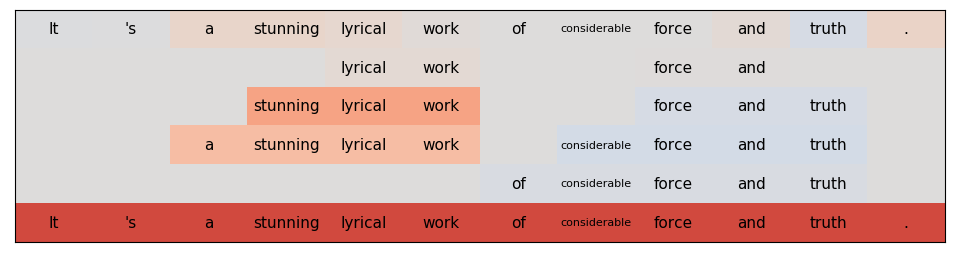 It 's a stunning lyrical work of considerable force and truth .
lyrical work force and
stunning lyrical work force and truth
a stunning lyrical work considerable force and truth
of considerable force and truth
It 's a stunning lyrical work of considerable force and truth .